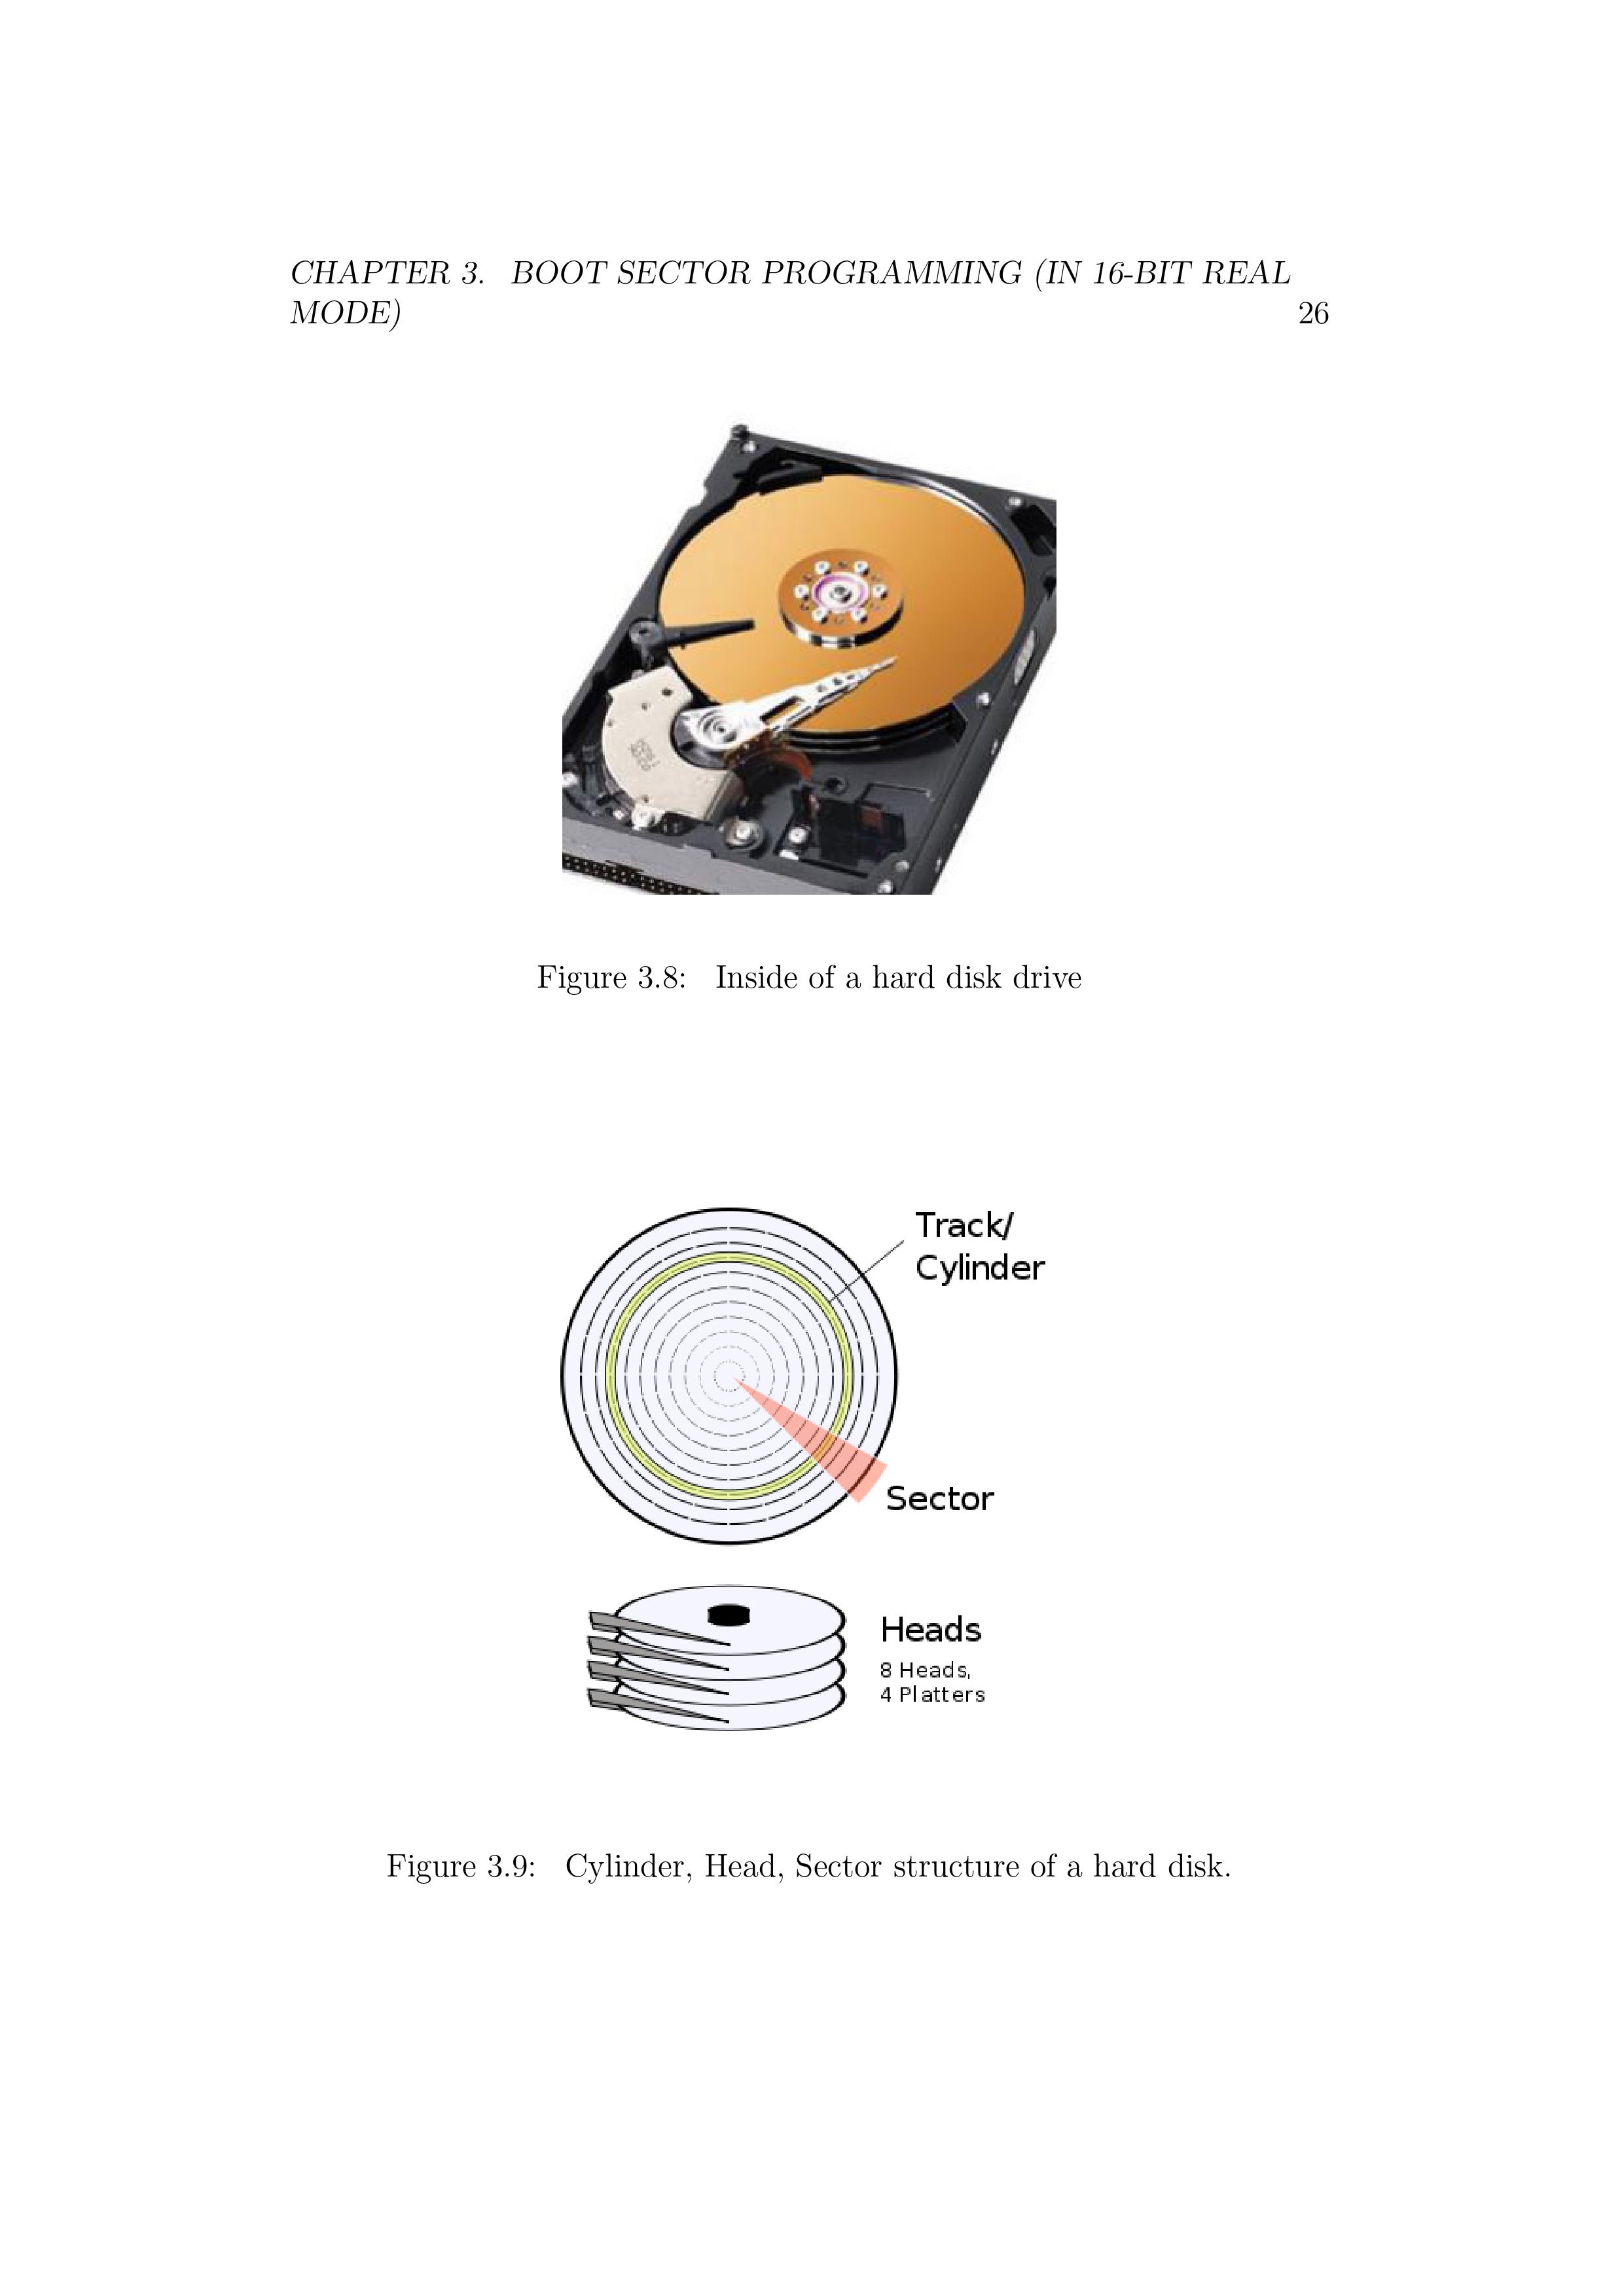 CHAPTER 3. BOOT SECTOR PROGRAMMING (IN 16-BIT REAL
MODE) 26
Figure 3.8: Inside of a hard disk drive
Track/
Cylinder
Sector
Heads
8 Heads,
4 Platters
Figure 3.9: Cylinder, Head, Sector structure of a hard disk.